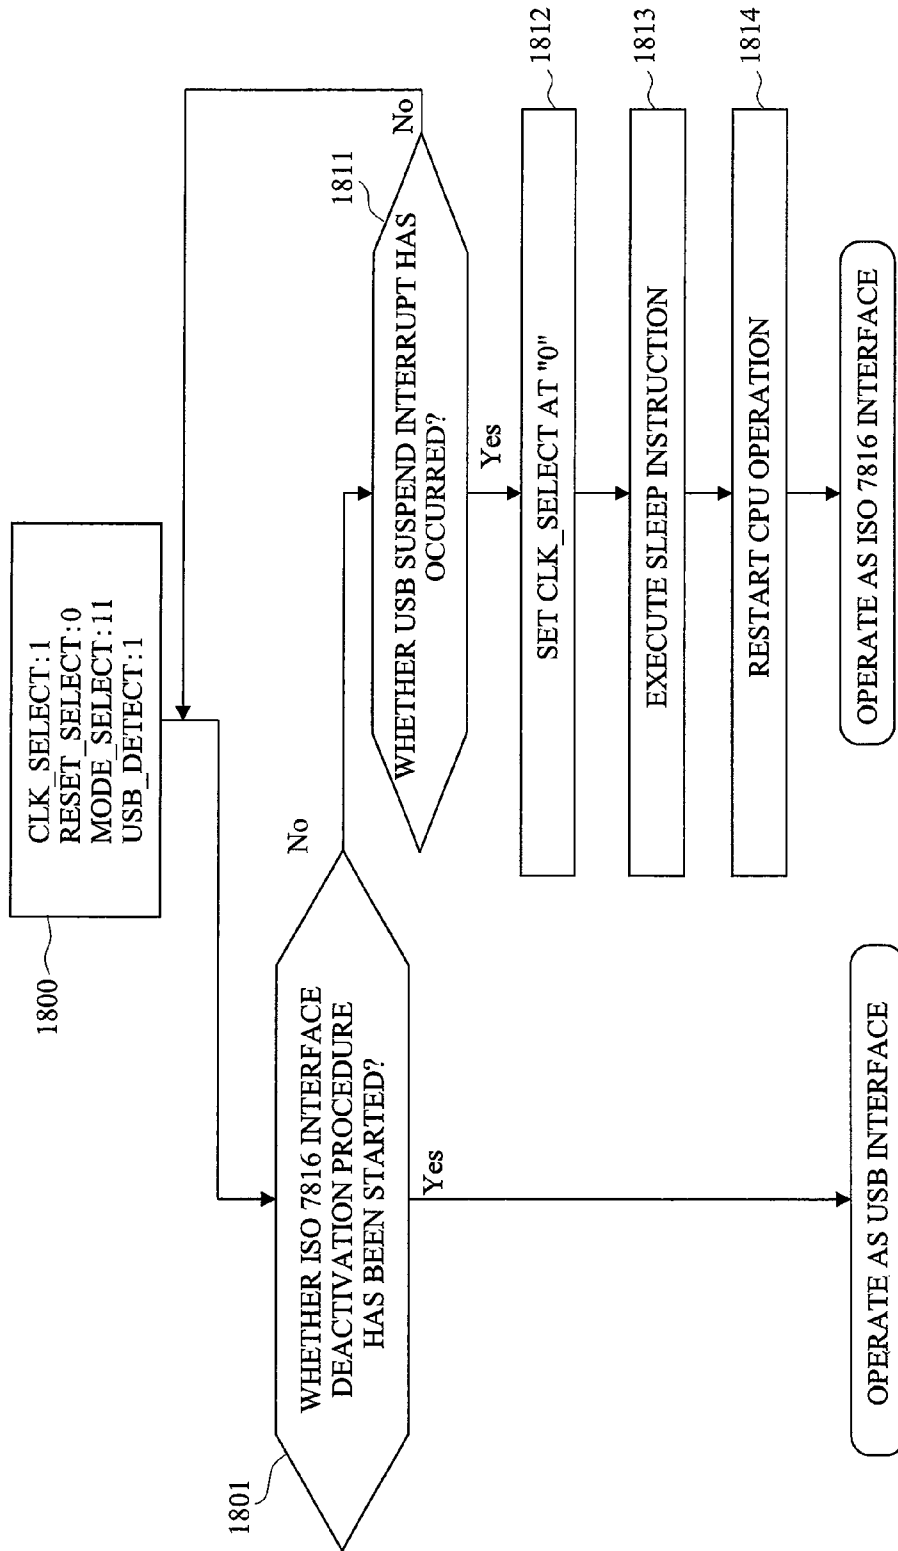 CLK_SELECT:1
RESET_SELECT:0
MODE_SELECT:11
USB_DETECT:1
1800
WHETHER ISO 7816 INTERFACE
DEACTIVATION PROCEDURE
HAS BEEN STARTED?
1801
No
Yes
WHETHER USB SUSPEND INTERRUPT HAS
OCCURRED?
1811
No
Yes
SET CLK_SELECT AT "0"
1812
EXECUTE SLEEP INSTRUCTION
1813
RESTART CPU OPERATION
1814
OPERATE AS USB INTERFACE
OPERATE AS ISO 7816 INTERFACE